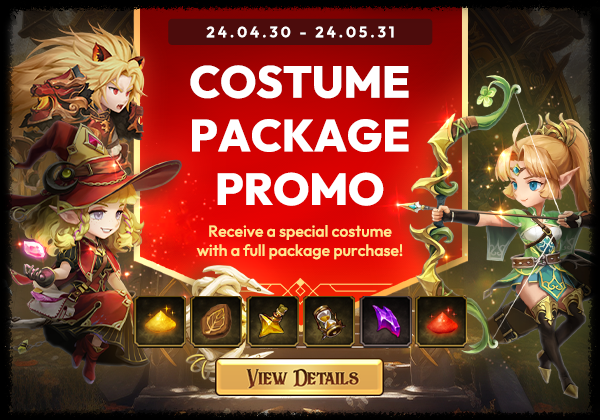 24.04.30 - 24.05.31
COSTUME
PACKAGE
PROMO
Receive a special costume
with a full package purchase!
View Details